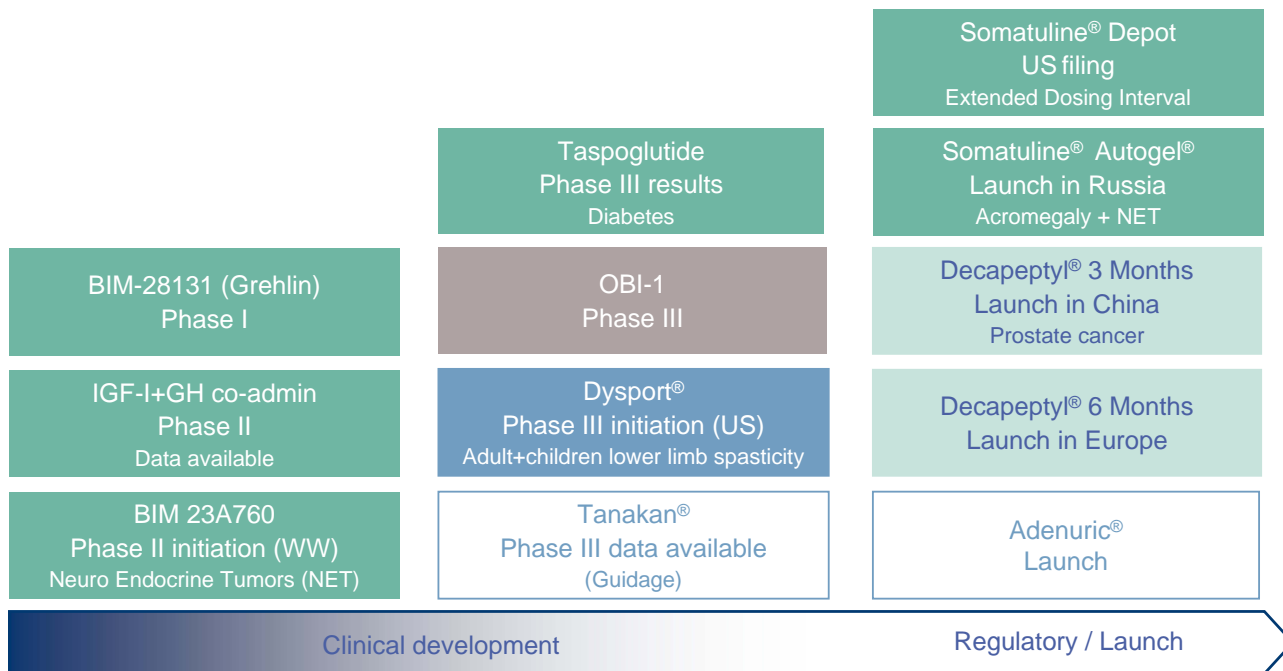 BIM-28131 (Grehlin)
Phase I
IGF-I+GH co-admin
Phase II
Data available
BIM 23A760
Phase II initiation (WW)
Neuro Endocrine Tumors (NET)
Taspoglutide
Phase III results
Diabetes
OBI-1
Phase III
Dysport®
Phase III initiation (US)
Adult+children lower limb spasticity
Tanakan®
Phase III data available
(Guidage)
Somatuline® Depot
US filing
Extended Dosing Interval
Somatuline® Autogel®
Launch in Russia
Acromegaly + NET
Decapeptyl® 3 Months
Launch in China
Prostate cancer
Decapeptyl® 6 Months
Launch in Europe
Adenuric®
Launch
Clinical development
Regulatory / Launch